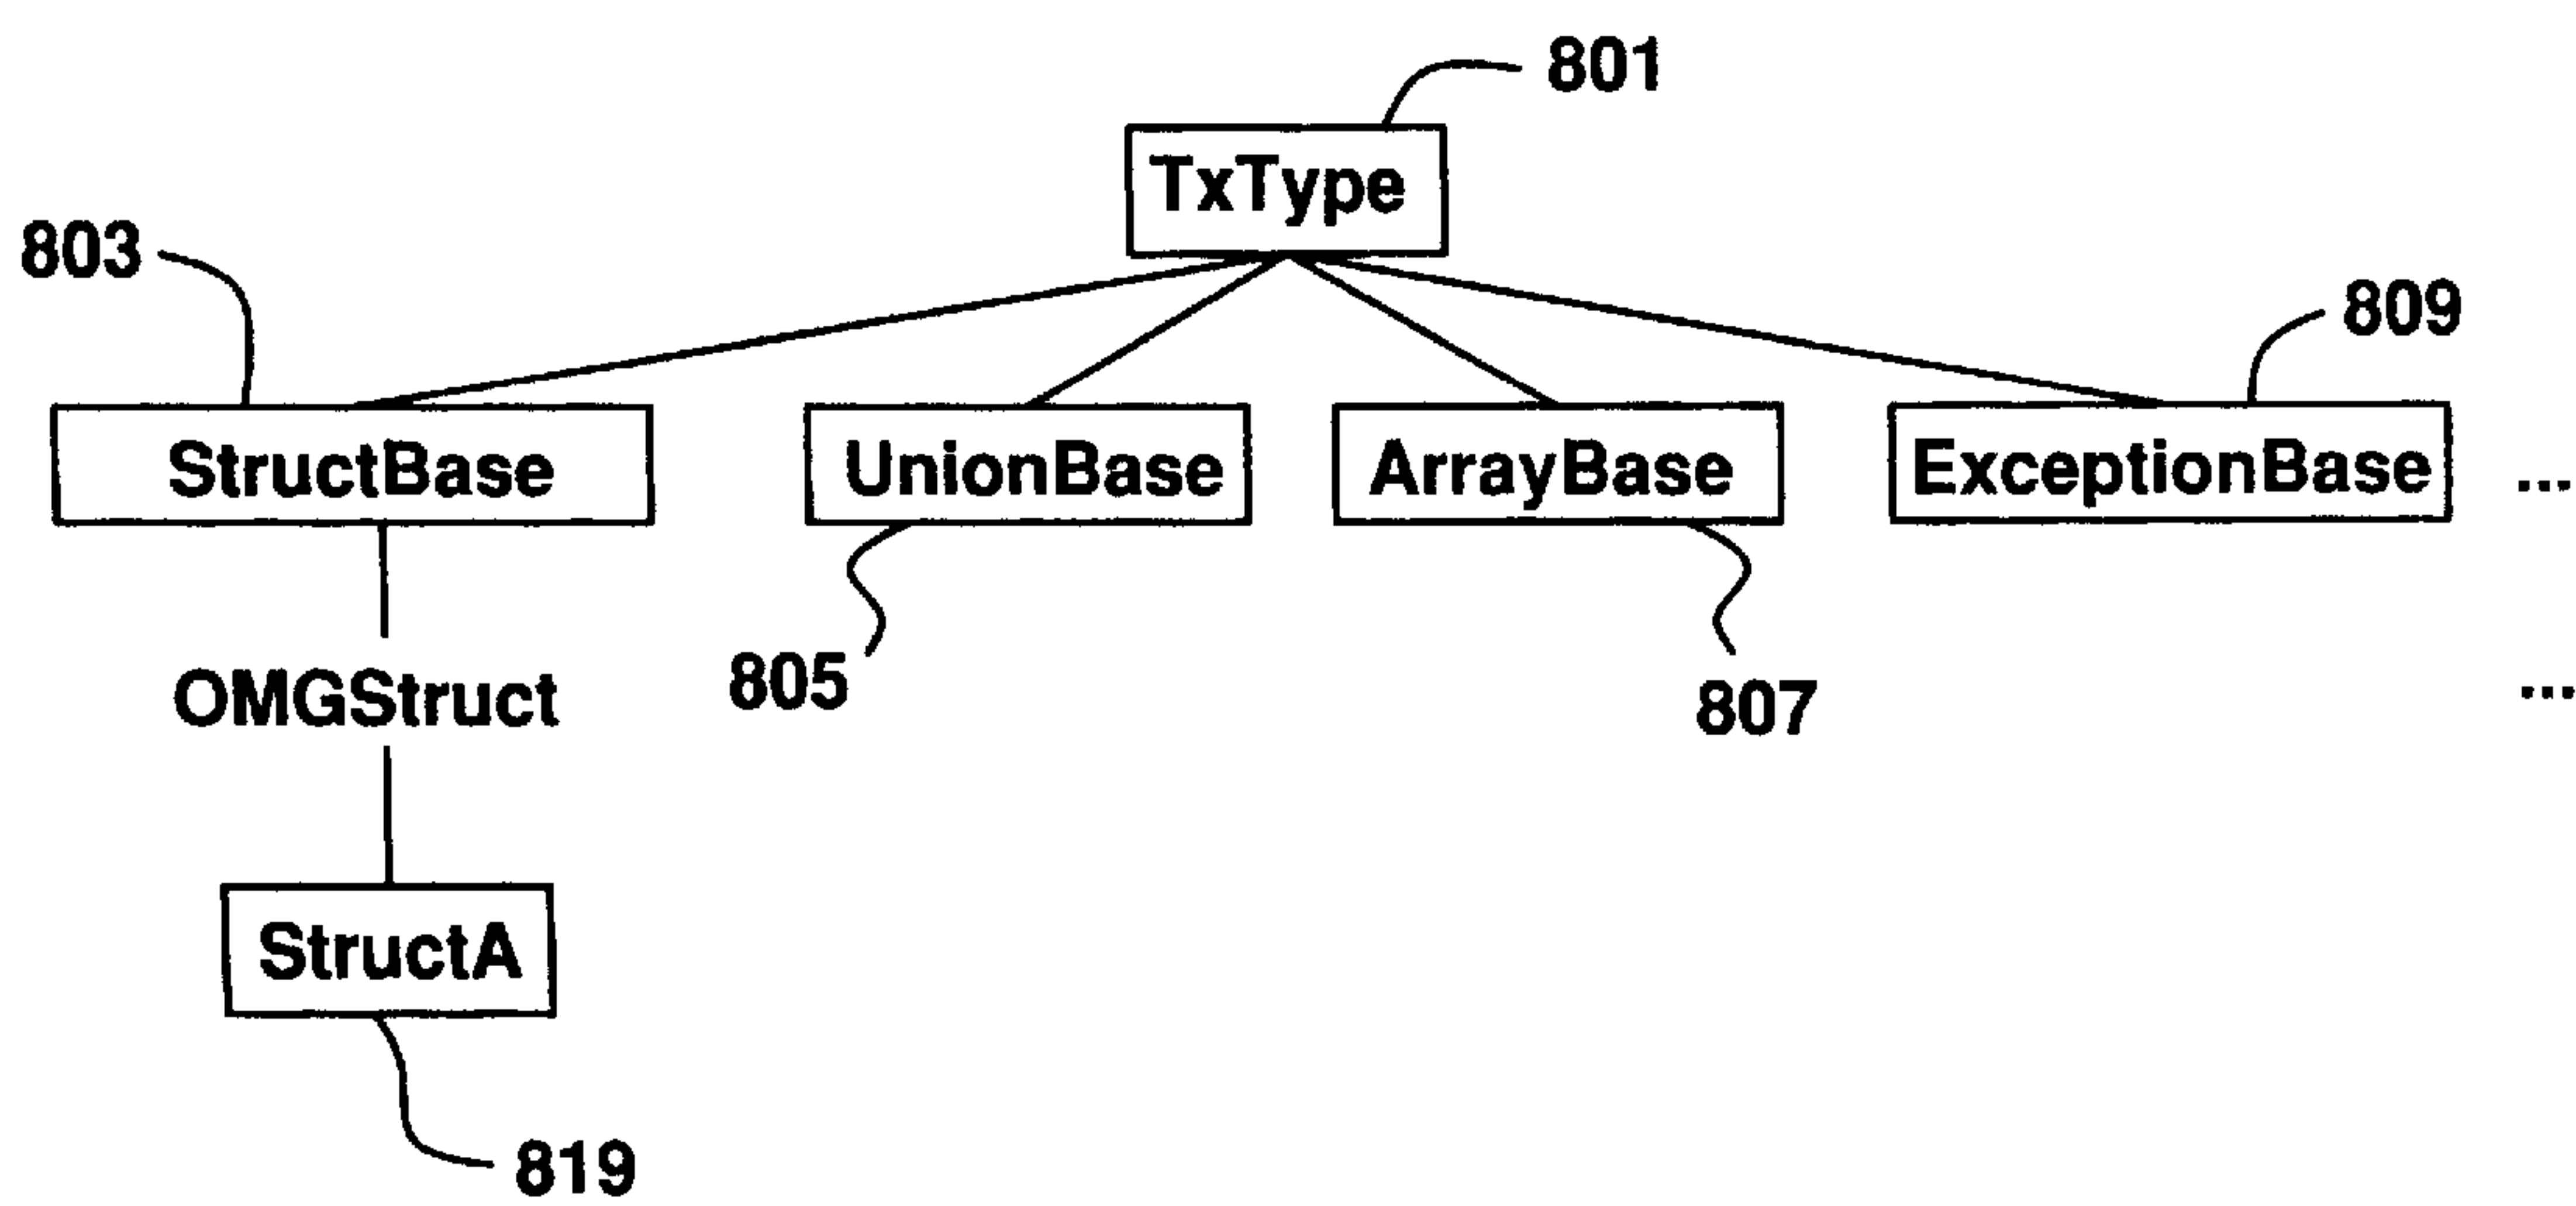 801
TxType
803
809
StructBase
UnionBase
ArrayBase
ExceptionBase
...
OMGStruct
805
807
...
StructA
819